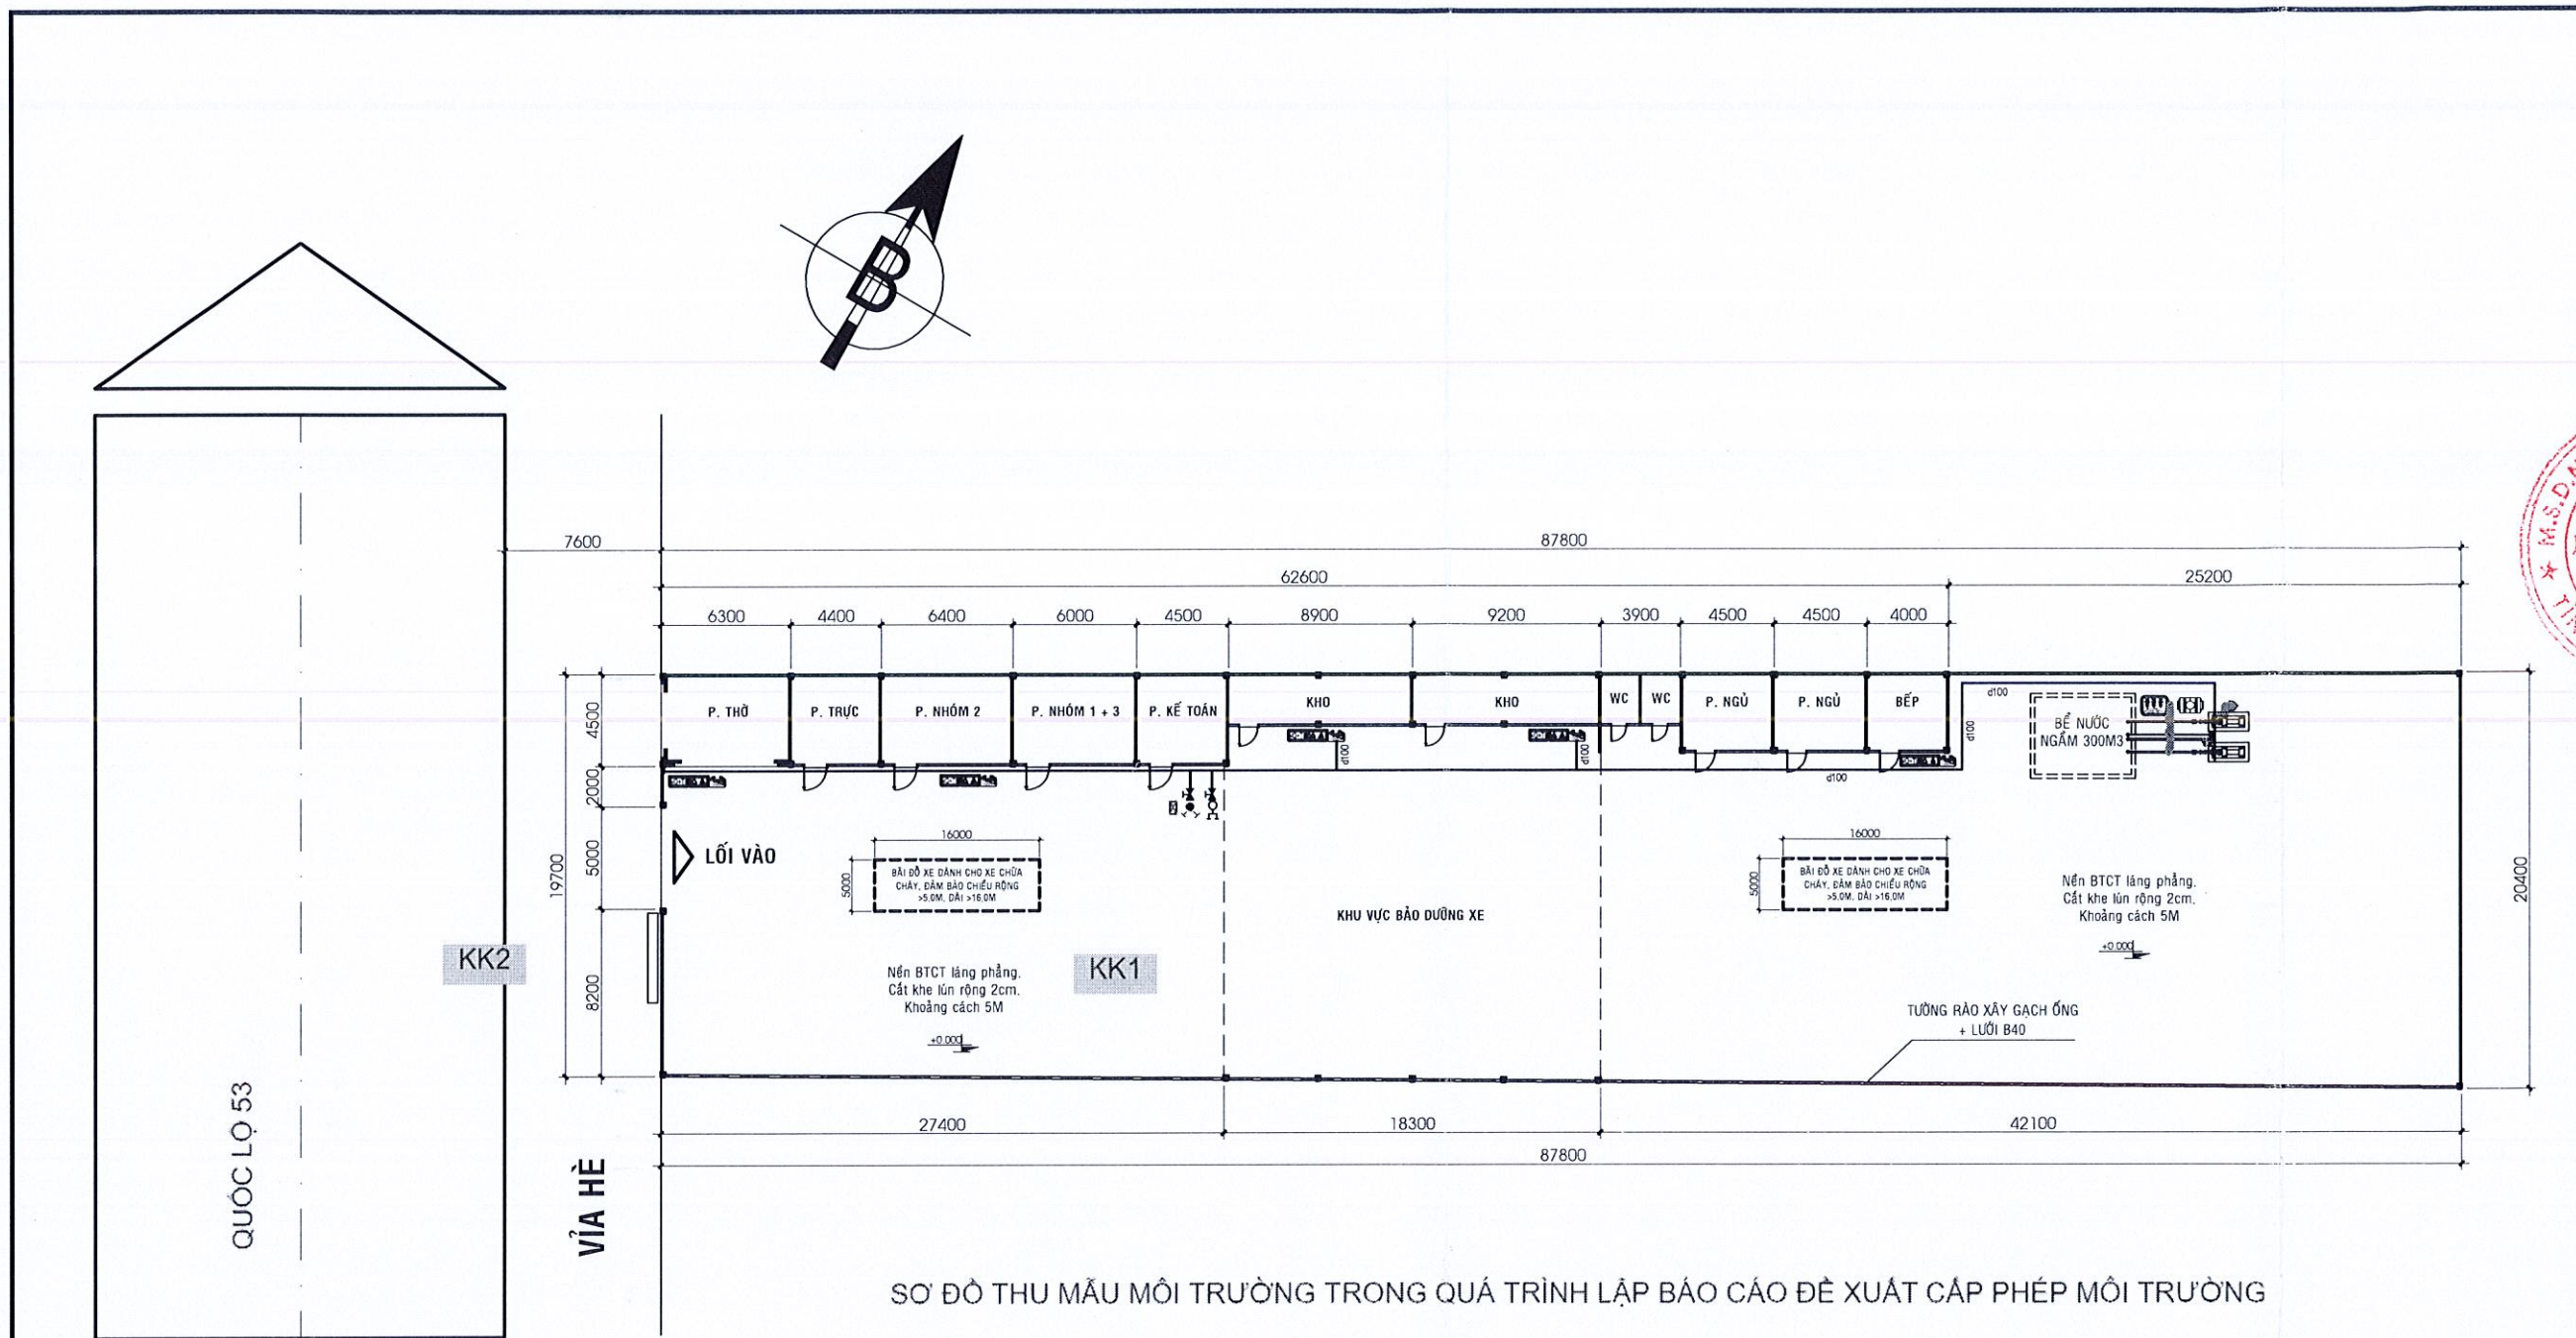 B
7600
87800
62600
25200
6300
4400
6400
6000
4500
8900
9200
3900
4500
4500
4000
P. THỜ
P. TRỰC
P. NHÓM 2
P. NHÓM 1 + 3
P. KẾ TOÁN
KHO
KHO
WC
WC
P. NGỦ
P. NGỦ
BẾP
BỂ NƯỚC
NGẦM 300M3
d100
d100
d100
d100
d100
4500
2000
5000
8200
19700
20400
LỐI VÀO
16000
5000
BÃI ĐỖ XE DÀNH CHO XE CHỮA
CHÁY, ĐẢM BẢO CHIỀU RỘNG
>5,0M, DÀI >16,0M
16000
5000
BÃI ĐỖ XE DÀNH CHO XE CHỮA
CHÁY, ĐẢM BẢO CHIỀU RỘNG
>5,0M, DÀI >16,0M
KHU VỰC BẢO DƯỠNG XE
Nền BTCT láng phẳng.
Cắt khe lún rộng 2cm.
Khoảng cách 5M
+0.000
KK2
KK1
Nền BTCT láng phẳng.
Cắt khe lún rộng 2cm.
Khoảng cách 5M
+0.000
TƯỜNG RÀO XÂY GẠCH ỐNG
+ LƯỚI B40
27400
18300
42100
87800
QUỐC LỘ 53
VỈA HÈ
SƠ ĐỒ THU MẪU MÔI TRƯỜNG TRONG QUÁ TRÌNH LẬP BÁO CÁO ĐỀ XUẤT CẤP PHÉP MÔI TRƯỜNG
M.S.D.N